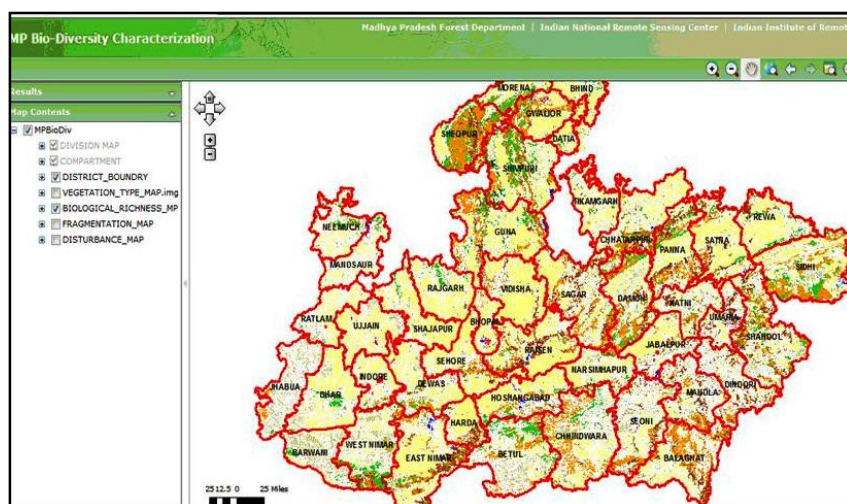 Madhya Pradesh Forest Department | Indian National Remote Sensing Center | Indian Institute of Remot
MP Bio-Diversity Characterization
Results
Map Contents
MPBioDiv
DIVISION MAP
COMPARTMENT
DISTRICT_BOUNDRY
VEGETATION_TYPE_MAP.img
BIOLOGICAL_RICHNESS_MP
FRAGMENTATION_MAP
DISTURBANCE_MAP
MORENA
BHIND
GWALIOR
SHEOPUR
DATIA
SHIVPURI
TIKAMGARH
REWA
NEEMUCH
GUNA
CHHATARPUR
PANNA
SATNA
SIDHI
MANDSAUR
RAJGARH
VIDISHA
SAGAR
DAMOH
KATNI
RATLAM
UJJAIN
SHAJAPUR
BHOPAL
UMARIA
SHAHDOL
RAISEN
JABALPUR
SEHORE
NARSIMHAPUR
JHABUA
INDORE
DEWAS
DINDORI
DHAR
HOSHANGABAD
MANDLA
HARDA
SEONI
CHHINDWARA
BARWANI
WEST NIMAR
EAST NIMAR
BETUL
BALAGHAT
25 12.5 0 25 Miles